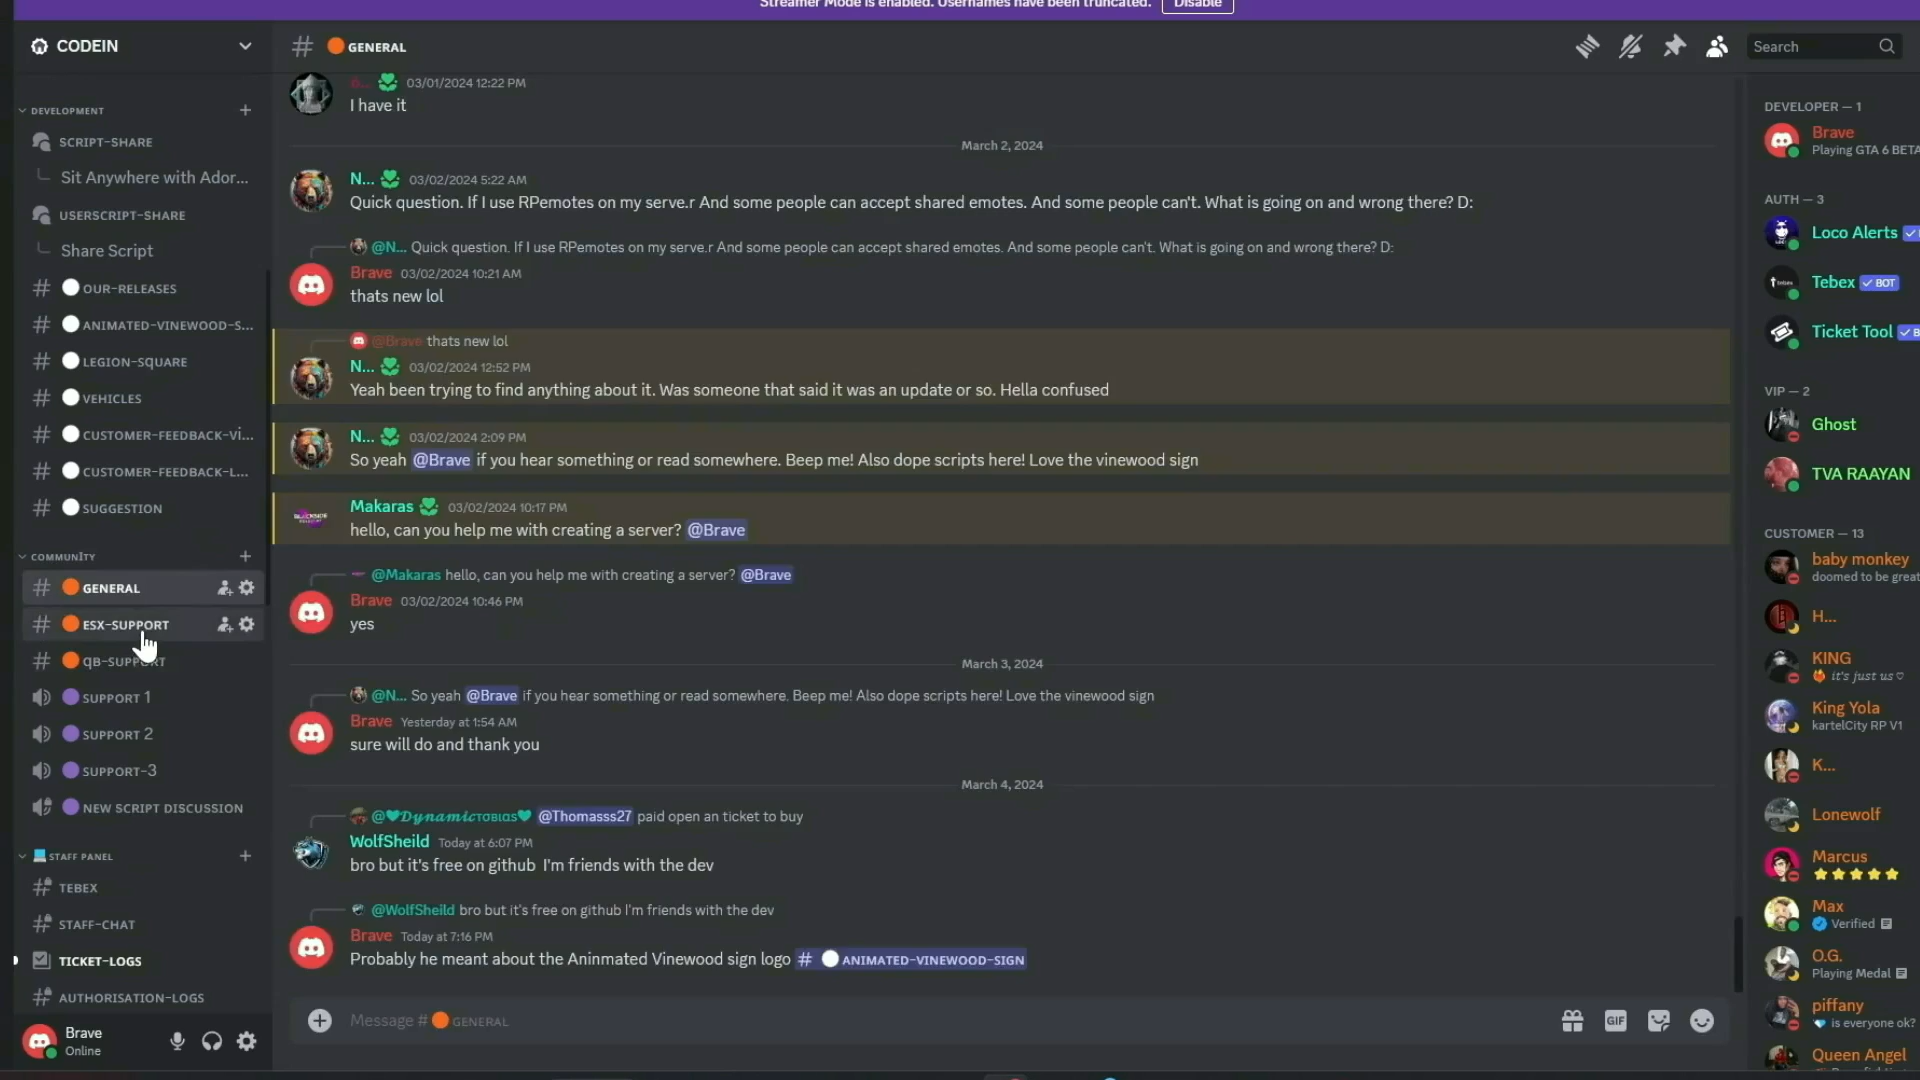 Streamer Mode is enabled. Usernames have been truncated. Disable
CODEIN
DEVELOPMENT
SCRIPT-SHARE
Sit Anywhere with Ador...
USERSCRIPT-SHARE
Share Script
# OUR-RELEASES
# ANIMATED-VINEWOOD-S...
# LEGION-SQUARE
# VEHICLES
# CUSTOMER-FEEDBACK-VI...
# CUSTOMER-FEEDBACK-L...
# SUGGESTION
COMMUNITY
# GENERAL
# ESX-SUPPORT
# QB-SUPPORT
SUPPORT 1
SUPPORT 2
SUPPORT-3
NEW SCRIPT DISCUSSION
STAFF PANEL
# TEBEX
# STAFF-CHAT
TICKET-LOGS
# AUTHORISATION-LOGS
Brave
Online
# GENERAL
Search
03/01/2024 12:22 PM
I have it
March 2, 2024
N... 03/02/2024 5:22 AM
Quick question. If I use RPemotes on my serve.r And some people can accept shared emotes. And some people can't. What is going on and wrong there? D:
@N... Quick question. If I use RPemotes on my serve.r And some people can accept shared emotes. And some people can't. What is going on and wrong there? D:
Brave 03/02/2024 10:21 AM
thats new lol
@Brave thats new lol
N... 03/02/2024 12:52 PM
Yeah been trying to find anything about it. Was someone that said it was an update or so. Hella confused
N... 03/02/2024 2:09 PM
So yeah @Brave if you hear something or read somewhere. Beep me! Also dope scripts here! Love the vinewood sign
Makaras 03/02/2024 10:17 PM
hello, can you help me with creating a server? @Brave
@Makaras hello, can you help me with creating a server? @Brave
Brave 03/02/2024 10:46 PM
yes
March 3, 2024
@N... So yeah @Brave if you hear something or read somewhere. Beep me! Also dope scripts here! Love the vinewood sign
Brave Yesterday at 1:54 AM
sure will do and thank you
March 4, 2024
@♥𝓓𝔂𝓷𝓪𝓶𝓲𝓬ТОВІАS♥ @Thomasss27 paid open an ticket to buy
WolfSheild Today at 6:07 PM
bro but it's free on github I'm friends with the dev
@WolfSheild bro but it's free on github I'm friends with the dev
Brave Today at 7:16 PM
Probably he meant about the Aninmated Vinewood sign logo # ANIMATED-VINEWOOD-SIGN
Message # GENERAL
GIF
DEVELOPER — 1
Brave
Playing GTA 6 BETA
AUTH — 3
Loco Alerts
Tebex ✓ BOT
Ticket Tool
VIP — 2
Ghost
TVA RAAYAN
CUSTOMER — 13
baby monkey
doomed to be great
H...
KING
it's just us ♡
King Yola
kartelCity RP V1
K...
Lonewolf
Marcus
⭐⭐⭐⭐⭐
Max
Verified
O.G.
Playing Medal
piffany
is everyone ok?
Queen Angel